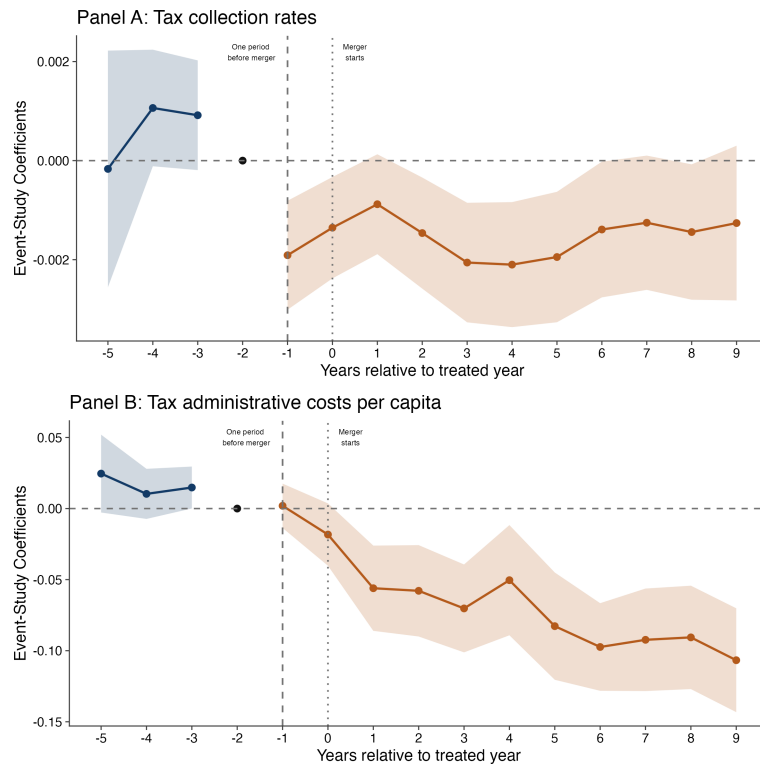 Panel A: Tax collection rates
One period
before merger
Merger
starts
0.002
0.000
-0.002
Event-Study Coefficients
-5 -4 -3 -2 -1 0 1 2 3 4 5 6 7 8 9
Years relative to treated year
Panel B: Tax administrative costs per capita
One period
before merger
Merger
starts
0.05
0.00
-0.05
-0.10
-0.15
Event-Study Coefficients
-5 -4 -3 -2 -1 0 1 2 3 4 5 6 7 8 9
Years relative to treated year